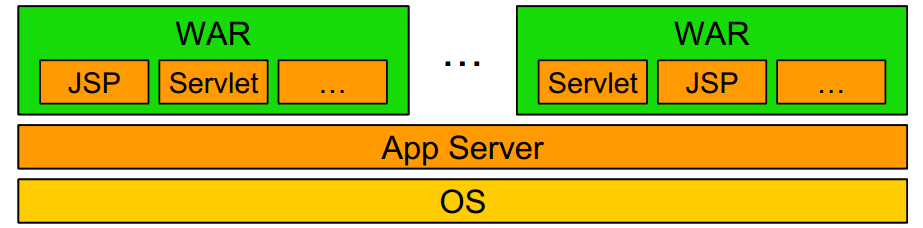 WAR
JSP Servlet …
…
WAR
Servlet JSP …
App Server
OS